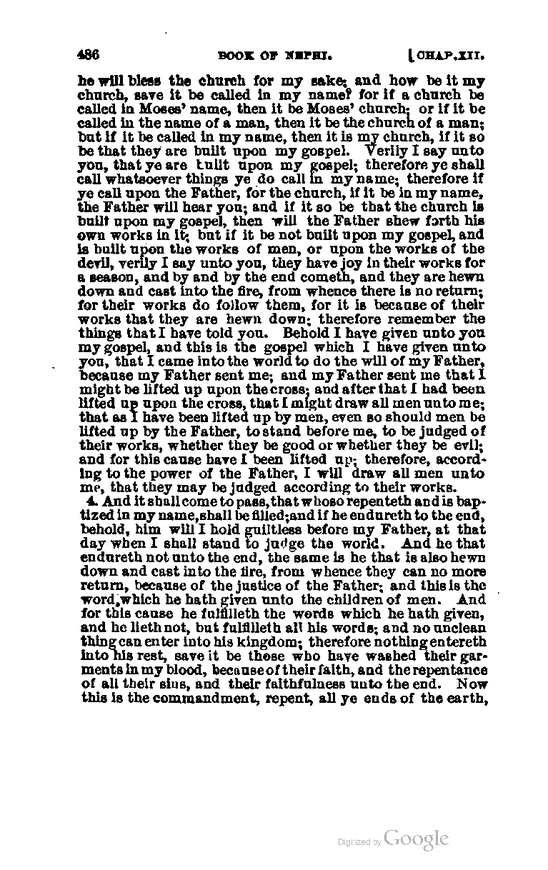 486 BOOK OF NEPHI. [CHAP.XII.
he will bless the church for my sake; and how be it my
church, save it be called in my name? for if a church be
called in Moses' name, then it be Moses' church; or if it be
called in the name of a man, then it be the church of a man;
but if it be called in my name, then it is my church, if it so
be that they are built upon my gospel. Verily I say unto
you, that ye are built upon my gospel; therefore ye shall
call whatsoever things ye do call in my name; therefore if
ye call upon the Father, for the church, if it be in my name,
the Father will hear you; and if it so be that the church is
built upon my gospel, then will the Father shew forth his
own works in it; but if it be not built upon my gospel, and
is built upon the works of men, or upon the works of the
devil, verily I say unto you, they have joy in their works for
a season, and by and by the end cometh, and they are hewn
down and cast into the fire, from whence there is no return;
for their works do follow them, for it is because of their
works that they are hewn down; therefore remember the
things that I have told you. Behold I have given unto you
my gospel, and this is the gospel which I have given unto
you, that I came into the world to do the will of my Father,
because my Father sent me; and my Father sent me that I
might be lifted up upon the cross; and after that I had been
lifted up upon the cross, that I might draw all men unto me;
that as I have been lifted up by men, even so should men be
lifted up by the Father, to stand before me, to be judged of
their works, whether they be good or whether they be evil;
and for this cause have I been lifted up; therefore, accord-
ing to the power of the Father, I will draw all men unto
me, that they may be judged according to their works.
4. And it shall come to pass, that whoso repenteth and is bap-
tized in my name, shall be filled; and if he endureth to the end,
behold, him will I hold guiltless before my Father, at that
day when I shall stand to judge the world. And he that
endureth not unto the end, the same is he that is also hewn
down and cast into the fire, from whence they can no more
return, because of the justice of the Father; and this is the
word, which he hath given unto the children of men. And
for this cause he fulfilleth the words which he hath given,
and he lieth not, but fulfilleth all his words; and no unclean
thing can enter into his kingdom; therefore nothing entereth
into his rest, save it be those who have washed their gar-
ments in my blood, because of their faith, and the repentance
of all their sins, and their faithfulness unto the end. Now
this is the commandment, repent, all ye ends of the earth,
Digitized by Google